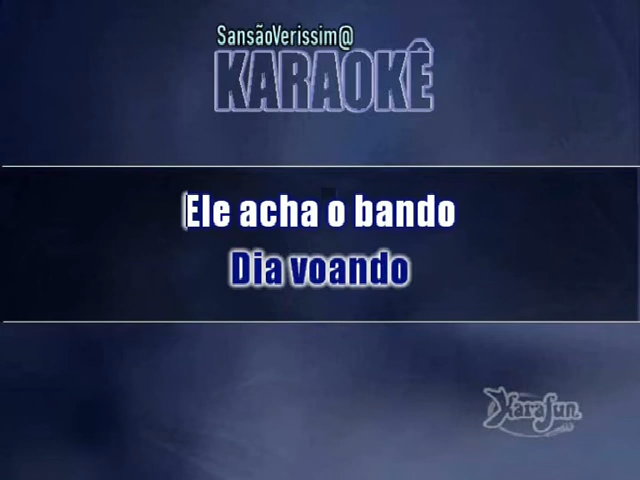 SansãoVerissim@
KARAOKÊ
Ele acha o bando
Dia voando
KaraFun